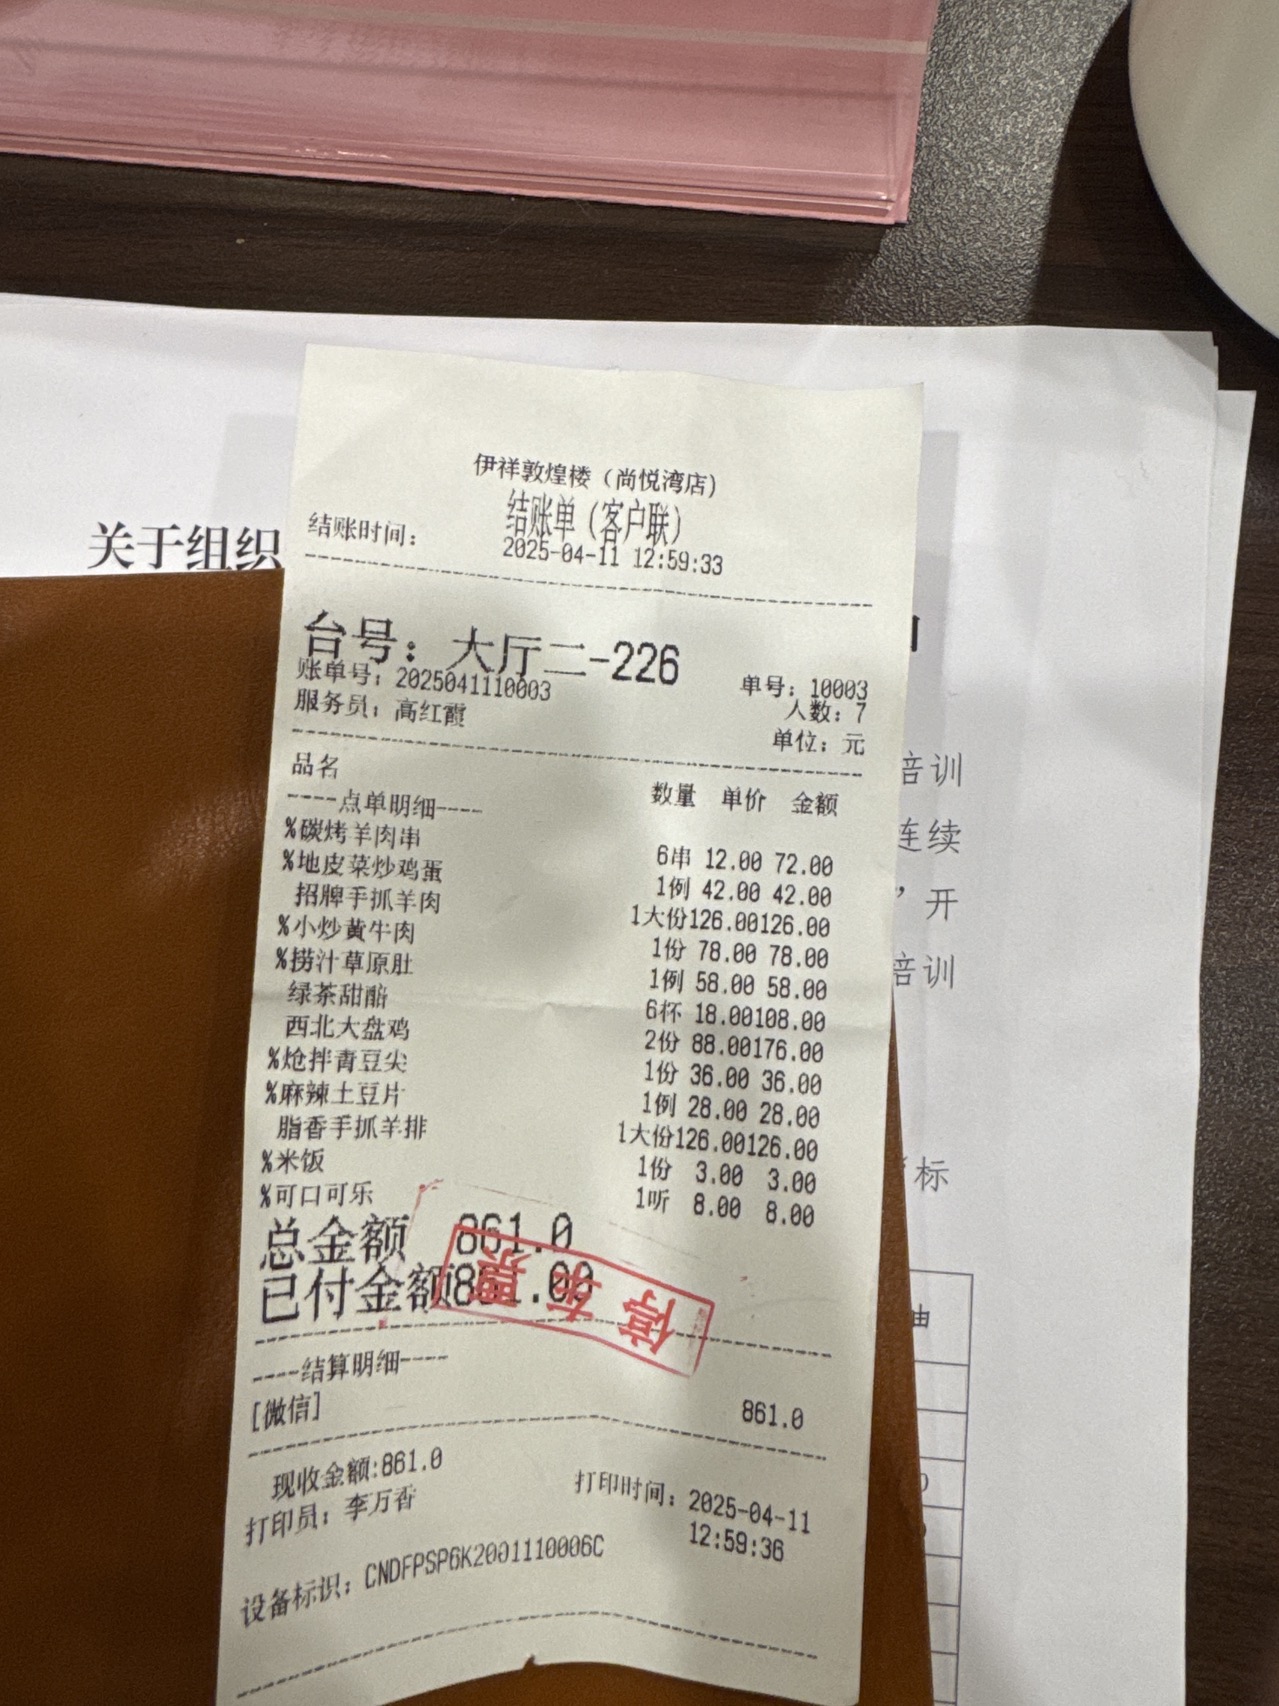 关于组织
伊祥敦煌楼（尚悦湾店）
结账单（客户联）
结账时间： 2025-04-11 12:59:33
台号：大厅二-226
账单号：2025041110003 单号：10003
服务员：高红霞 人数：7
单位：元
品名 数量 单价 金额
----点单明细----
%碳烤羊肉串 6串 12.00 72.00
%地皮菜炒鸡蛋 1例 42.00 42.00
招牌手抓羊肉 1大份126.00126.00
%小炒黄牛肉 1份 78.00 78.00
%捞汁草原肚 1例 58.00 58.00
绿茶甜醅 6杯 18.00108.00
西北大盘鸡 2份 88.00176.00
%炝拌青豆尖 1份 36.00 36.00
%麻辣土豆片 1例 28.00 28.00
脂香手抓羊排 1大份126.00126.00
%米饭 1份 3.00 3.00
%可口可乐 1听 8.00 8.00
总金额 861.0
已付金额861.00
停车票
----结算明细----
[微信] 861.0
现收金额:861.0
打印员：李万香 打印时间：2025-04-11
12:59:36
设备标识：CNDFPSP6K2001110006C
培训
连续
”开
培训
标
由